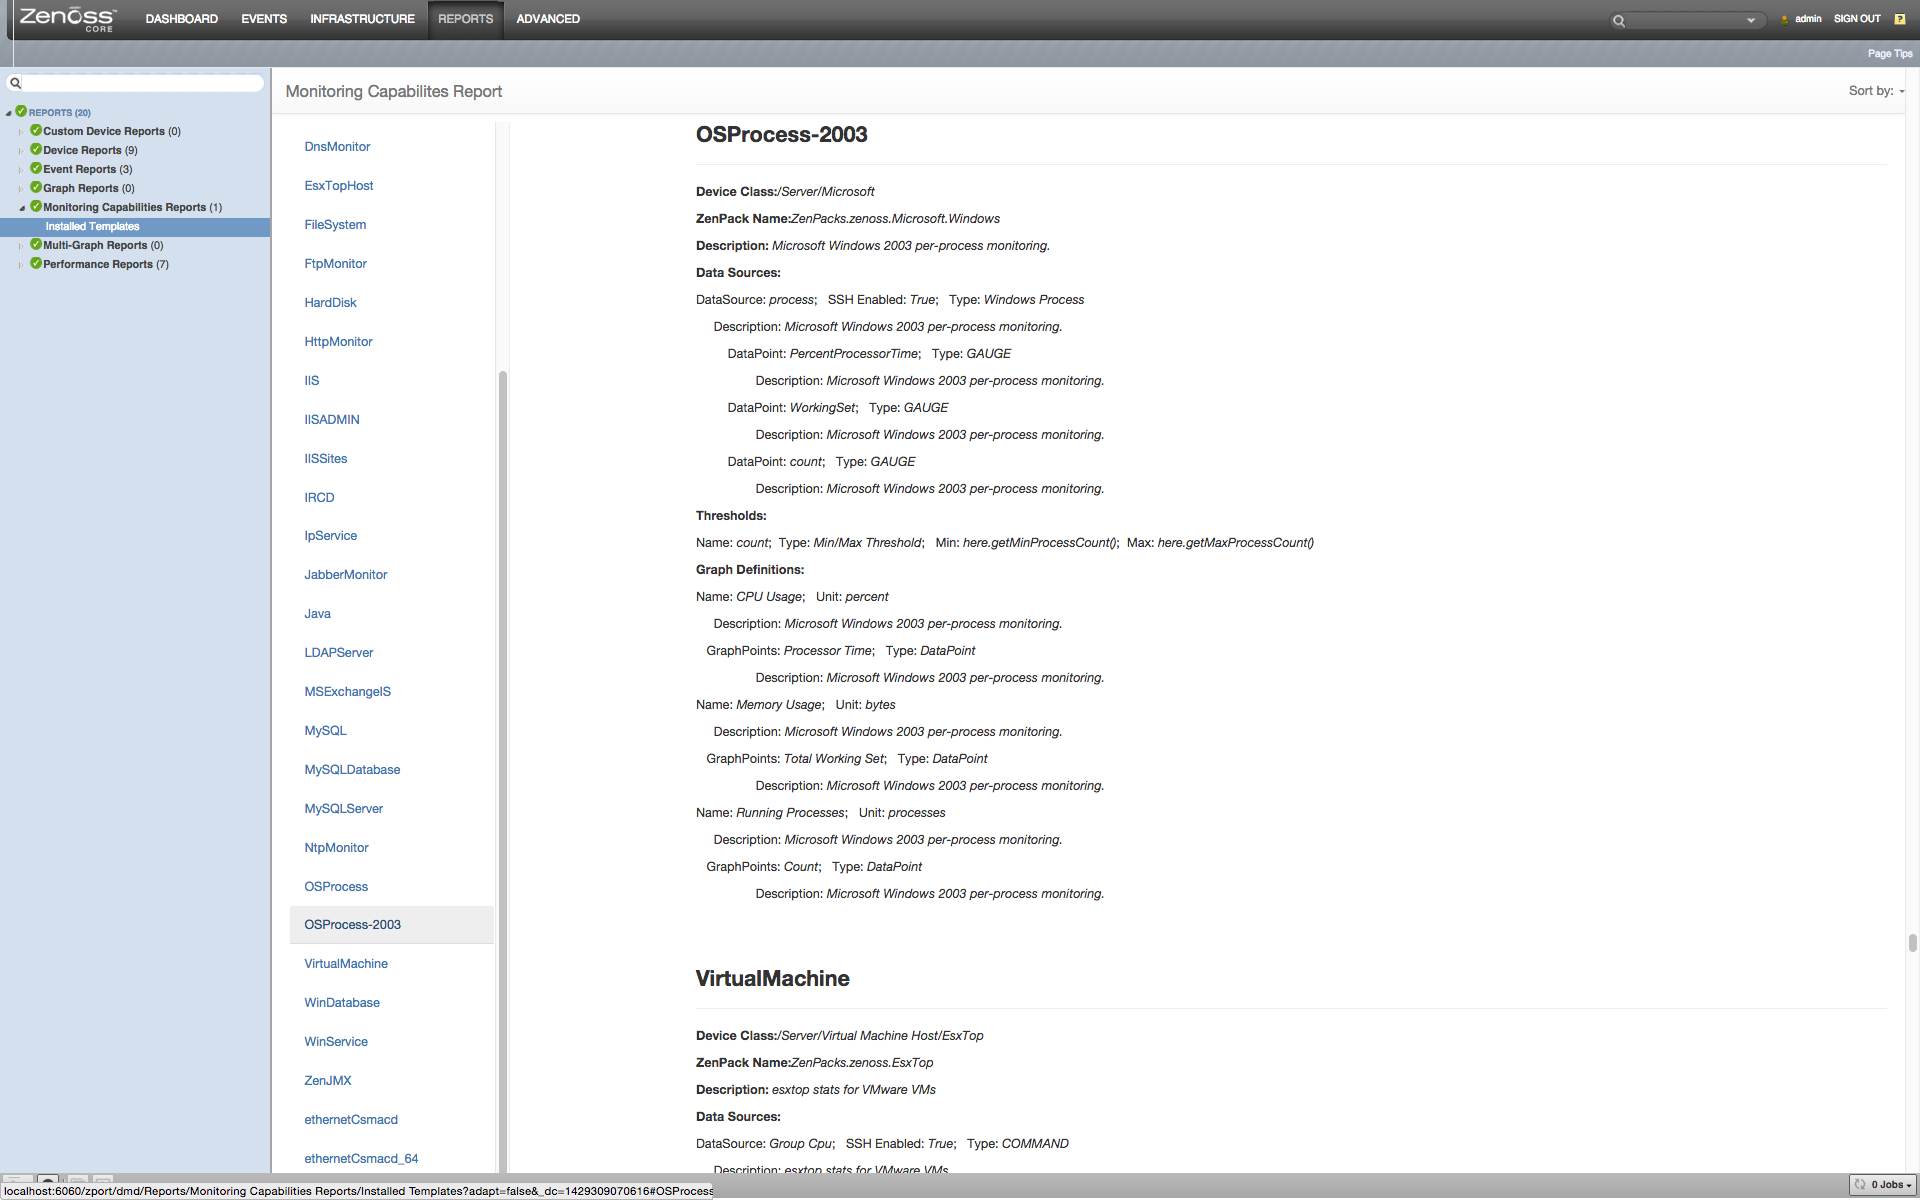 Zenoss
CORE
DASHBOARD
EVENTS
INFRASTRUCTURE
REPORTS
ADVANCED
admin
SIGN OUT
?
Page Tips
REPORTS (20)
Custom Device Reports (0)
Device Reports (9)
Event Reports (3)
Graph Reports (0)
Monitoring Capabilities Reports (1)
Installed Templates
Multi-Graph Reports (0)
Performance Reports (7)
Monitoring Capabilites Report
Sort by:
DnsMonitor
EsxTopHost
FileSystem
FtpMonitor
HardDisk
HttpMonitor
IIS
IISADMIN
IISSites
IRCD
IpService
JabberMonitor
Java
LDAPServer
MSExchangeIS
MySQL
MySQLDatabase
MySQLServer
NtpMonitor
OSProcess
OSProcess-2003
VirtualMachine
WinDatabase
WinService
ZenJMX
ethernetCsmacd
ethernetCsmacd_64
OSProcess-2003
Device Class:/Server/Microsoft
ZenPack Name:ZenPacks.zenoss.Microsoft.Windows
Description: Microsoft Windows 2003 per-process monitoring.
Data Sources:
DataSource: process; SSH Enabled: True; Type: Windows Process
Description: Microsoft Windows 2003 per-process monitoring.
DataPoint: PercentProcessorTime; Type: GAUGE
Description: Microsoft Windows 2003 per-process monitoring.
DataPoint: WorkingSet; Type: GAUGE
Description: Microsoft Windows 2003 per-process monitoring.
DataPoint: count; Type: GAUGE
Description: Microsoft Windows 2003 per-process monitoring.
Thresholds:
Name: count; Type: Min/Max Threshold; Min: here.getMinProcessCount(); Max: here.getMaxProcessCount()
Graph Definitions:
Name: CPU Usage; Unit: percent
Description: Microsoft Windows 2003 per-process monitoring.
GraphPoints: Processor Time; Type: DataPoint
Description: Microsoft Windows 2003 per-process monitoring.
Name: Memory Usage; Unit: bytes
Description: Microsoft Windows 2003 per-process monitoring.
GraphPoints: Total Working Set; Type: DataPoint
Description: Microsoft Windows 2003 per-process monitoring.
Name: Running Processes; Unit: processes
Description: Microsoft Windows 2003 per-process monitoring.
GraphPoints: Count; Type: DataPoint
Description: Microsoft Windows 2003 per-process monitoring.
VirtualMachine
Device Class:/Server/Virtual Machine Host/EsxTop
ZenPack Name:ZenPacks.zenoss.EsxTop
Description: esxtop stats for VMware VMs
Data Sources:
DataSource: Group Cpu; SSH Enabled: True; Type: COMMAND
Description: esxtop stats for VMware VMs
localhost:6060/zport/dmd/Reports/Monitoring Capabilities Reports/Installed Templates?adapt=false&_dc=1429309070616#OSProcess
0 Jobs